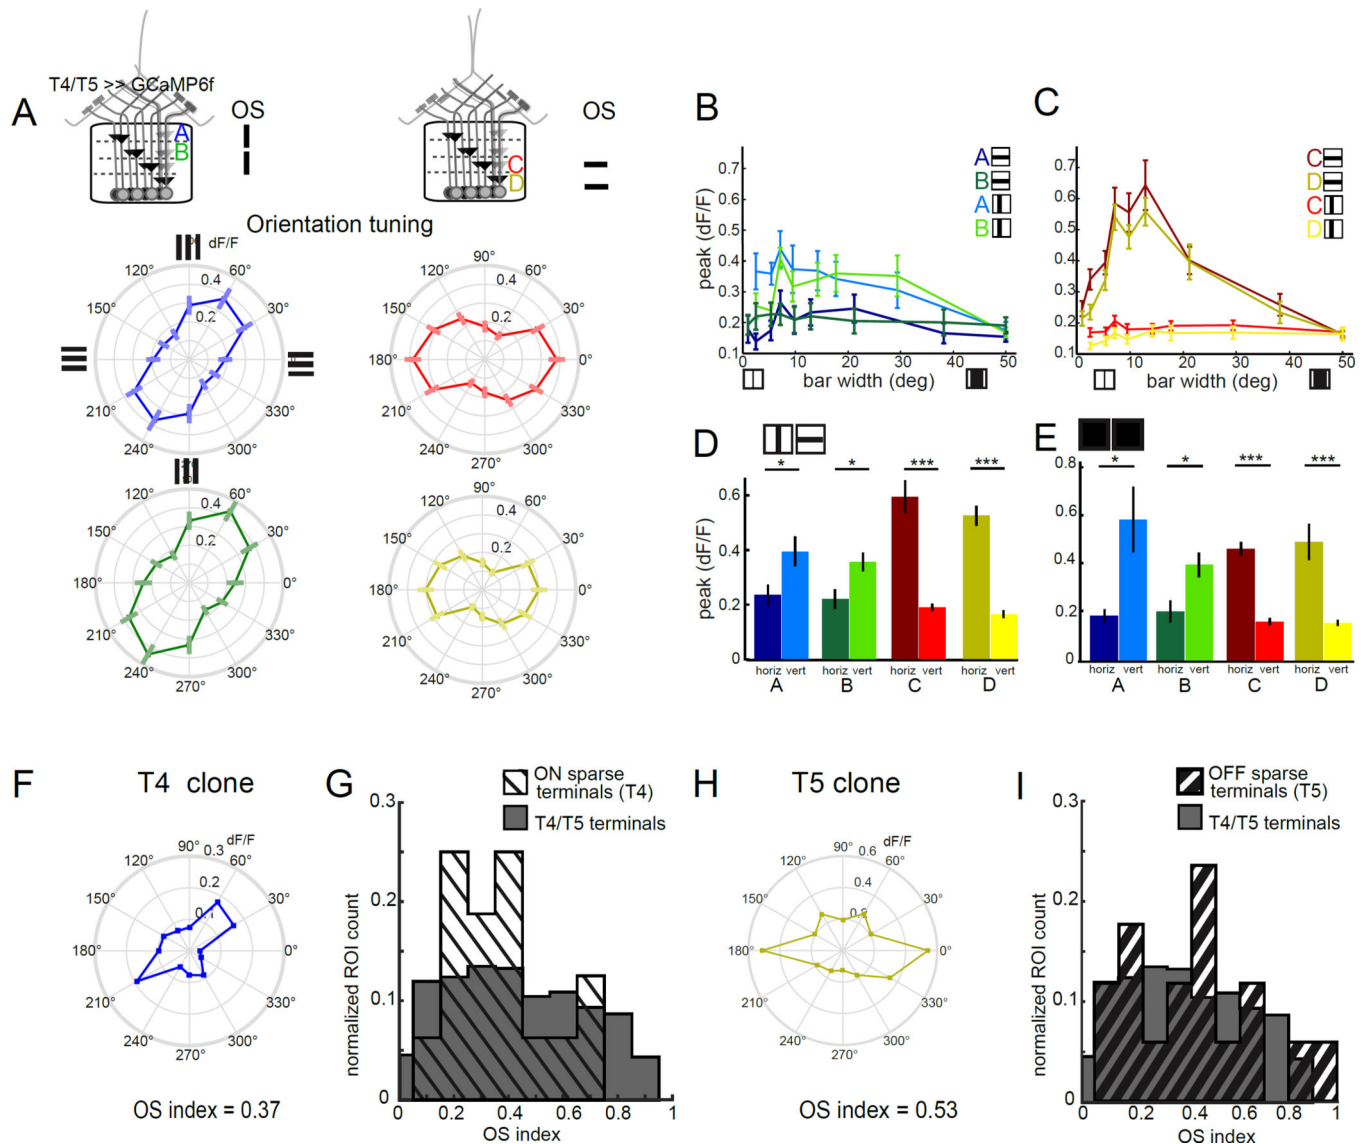 T4/T5 >> GCaMP6f
A
OS
A
B
OS
C
D
Orientation tuning
dF/F
0.4
0.2
120°
60°
150°
30°
210°
330°
240°
300°
90°
120°
60°
0.4
150°
30°
0.2
180°
0°
210°
330°
240°
300°
270°
120°
60°
0.4
150°
30°
0.2
180°
0°
210°
330°
240°
300°
270°
90°
120°
60°
0.4
150°
30°
0.2
180°
0°
210°
330°
240°
300°
270°
B
A
B
A
B
peak (dF/F)
0.7
0.6
0.5
0.4
0.3
0.2
0.1
0 10 20 30 40 50
bar width (deg)
C
C
D
C
D
0.7
0.6
0.5
0.4
0.3
0.2
0.1
0 10 20 30 40 50
bar width (deg)
D
* * *** ***
peak (dF/F)
0.6
0.4
0.2
0
horiz vert horiz vert horiz vert horiz vert
A B C D
E
* * *** ***
0.8
0.6
0.4
0.2
0
horiz vert horiz vert horiz vert horiz vert
A B C D
F
T4 clone
dF/F
90° 0.3
120°
60°
0.2
150°
30°
0.1
180°
0°
210°
330°
240°
300°
270°
OS index = 0.37
G
ON sparse
terminals (T4)
T4/T5 terminals
normalized ROI count
0.3
0.2
0.1
0
0 0.2 0.4 0.6 0.8 1
OS index
H
T5 clone
dF/F
90° 0.6
120°
60°
0.4
150°
30°
0.2
180°
0°
210°
330°
240°
300°
270°
OS index = 0.53
I
OFF sparse
terminals (T5)
T4/T5 terminals
normalized ROI count
0.3
0.2
0.1
0
0 0.2 0.4 0.6 0.8 1
OS index